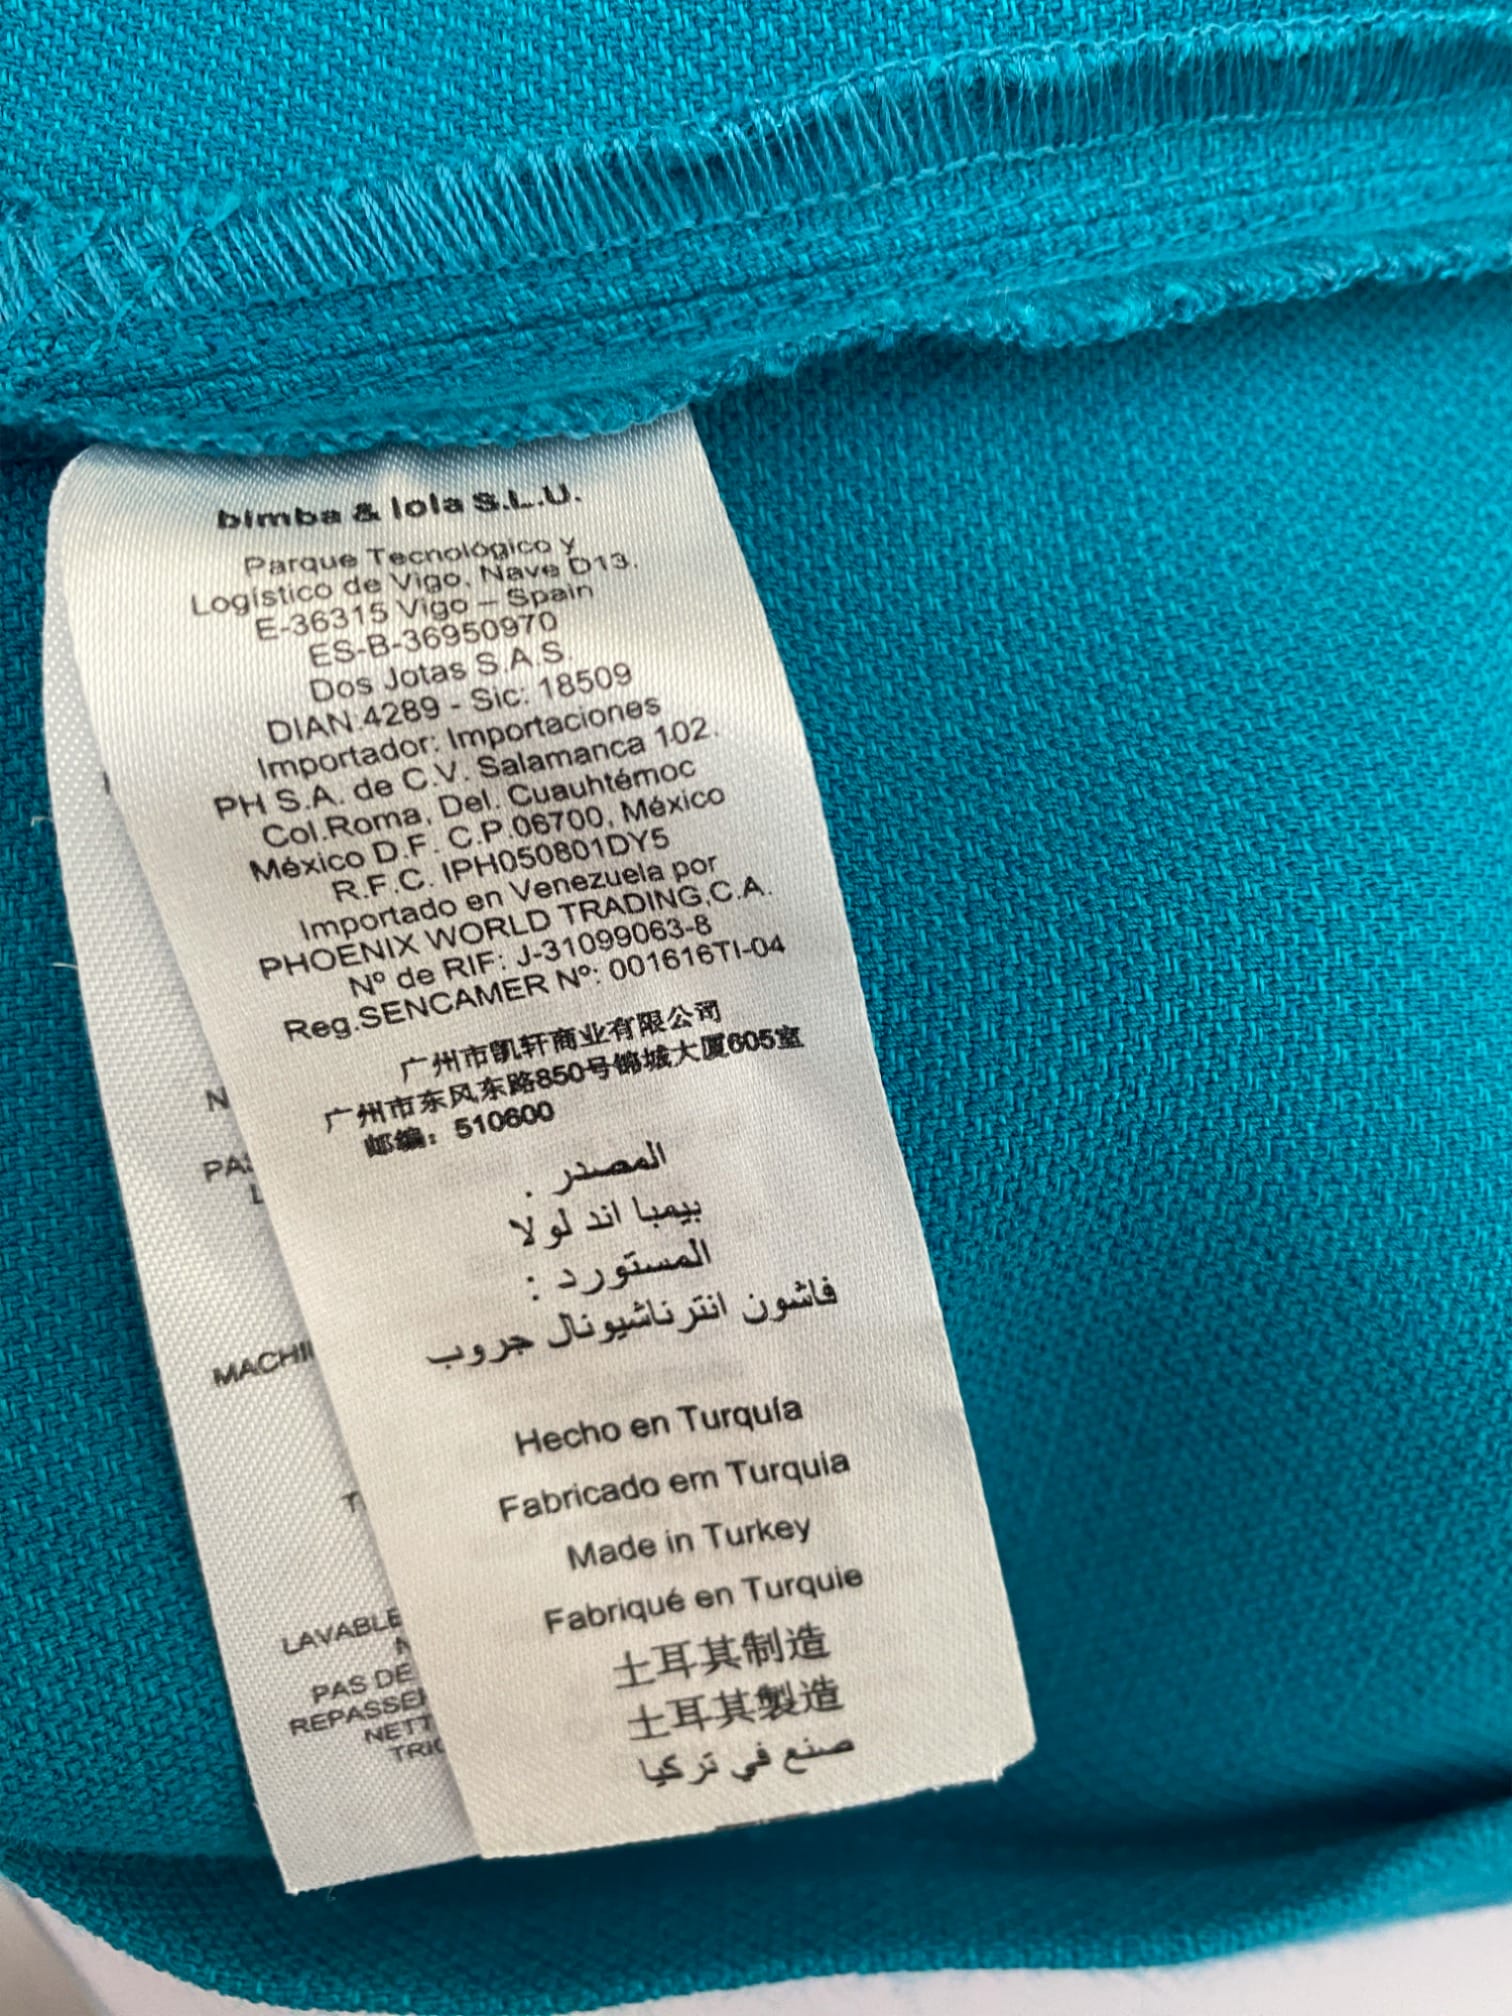 bimba & lola S.L.U.
Parque Tecnológico y
Logístico de Vigo, Nave D13.
E-36315 Vigo – Spain
ES-B-36950970
Dos Jotas S.A.S.
DIAN.4289 - Sic: 18509
Importador: Importaciones
PH S.A. de C.V. Salamanca 102.
Col.Roma, Del. Cuauhtémoc
México D.F. C.P.06700, México
R.F.C. IPH050801DY5
Importado en Venezuela por
PHOENIX WORLD TRADING,C.A.
Nº de RIF: J-31099063-8
Reg.SENCAMER Nº: 001616TI-04
广州市凯轩商业有限公司
广州市东风东路850号锦城大厦605室
邮编：510600
المصدر .
بيمبا اند لولا
المستورد :
فاشون انترناشيونال جروب
Hecho en Turquía
Fabricado em Turquia
Made in Turkey
Fabriqué en Turquie
土耳其制造
土耳其製造
صنع في تركيا
LAVABLE
PAS DE